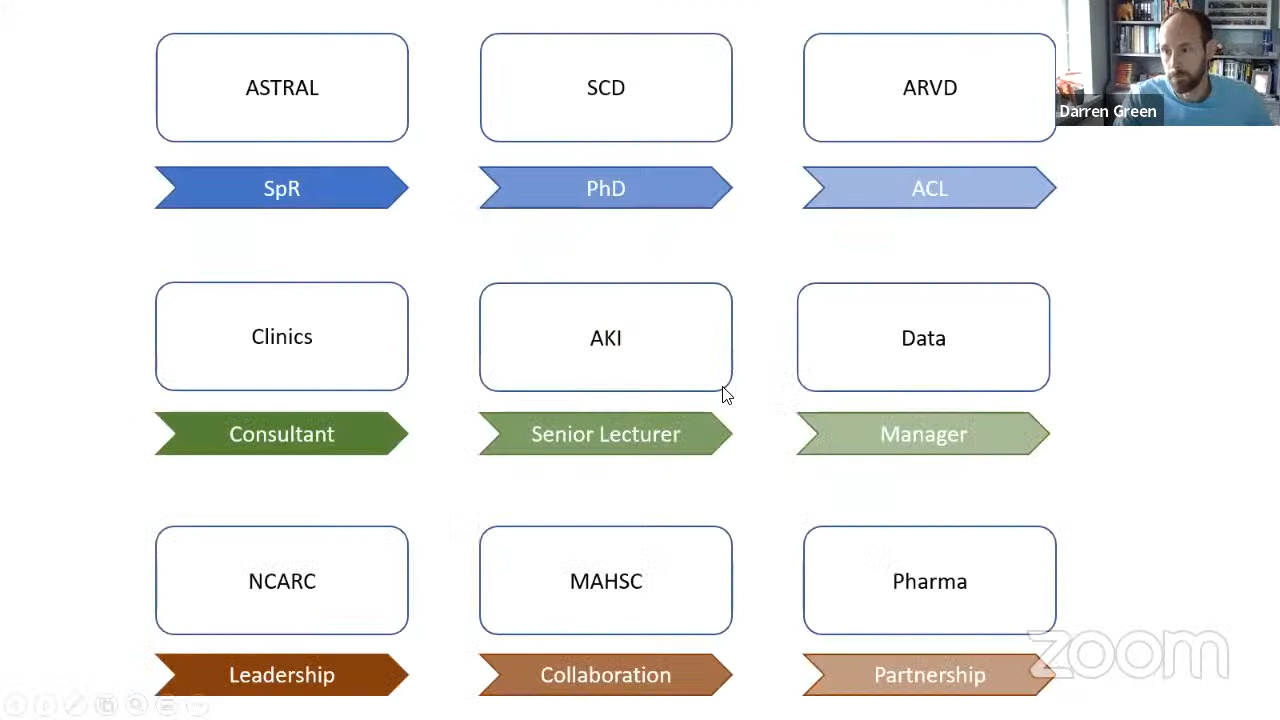 ASTRAL
SCD
ARVD
Darren Green
SpR
PhD
ACL
Clinics
AKI
Data
Consultant
Senior Lecturer
Manager
NCARC
MAHSC
Pharma
Leadership
Collaboration
Partnership
zoom